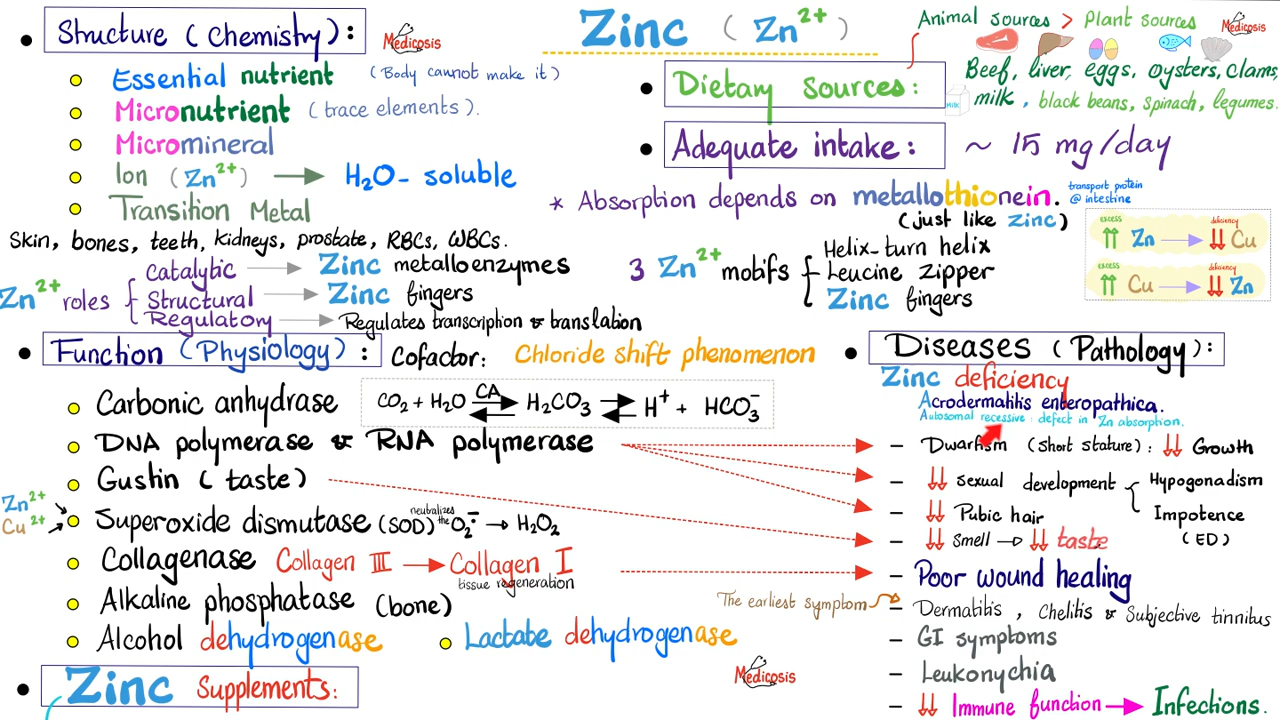 Zinc ( Zn2+ )
• Structure (Chemistry):
Medicosis
Essential nutrient (Body cannot make it)
Micronutrient (trace elements).
Micromineral
Ion (Zn2+) → H2O- soluble
Transition Metal
Skin, bones, teeth, kidneys, prostate, RBCs, WBCs.
Zn2+ roles
Catalytic → Zinc metalloenzymes
Structural → Zinc fingers
Regulatory → Regulates transcription & translation
Animal sources > Plant sources
Medicosis
• Dietary sources:
Beef, liver, eggs, oysters, clams,
Milk
milk, black beans, spinach, legumes.
• Adequate intake: ~ 15 mg/day
* Absorption depends on metallothionein. transport protein
@ intestine
(just like Zinc)
3 Zn2+ motifs
Helix-turn helix
Leucine zipper
Zinc fingers
excess deficiency
↑↑ Zn → ↓↓ Cu
excess deficiency
↑↑ Cu → ↓↓ Zn
• Function (Physiology): Cofactor: Chloride shift phenomenon
Carbonic anhydrase CO2 + H2O CA ⇌ H2CO3 ⇌ H+ + HCO3-
DNA polymerase & RNA polymerase
Gustin (taste)
Zn2+
Cu2+
Superoxide dismutase (SOD) neutralizes the O2- → H2O2
Collagenase Collagen III → Collagen I
tissue regeneration
Alkaline phosphatase (bone)
Alcohol dehydrogenase
Lactate dehydrogenase
• Zinc Supplements:
Medicosis
• Diseases (Pathology):
Zinc deficiency
Acrodermatitis enteropathica.
Autosomal recessive: defect in Zn absorption.
- Dwarfism (Short stature): ↓↓ Growth
- ↓↓ sexual development
Hypogonadism
Impotence
(ED)
- ↓↓ Pubic hair
- ↓↓ Smell → ↓↓ taste
- Poor wound healing
The earliest symptom
- Dermatitis, Chelitis & Subjective tinnitus
- GI symptoms
- Leukonychia
- ↓↓ Immune function → Infections.